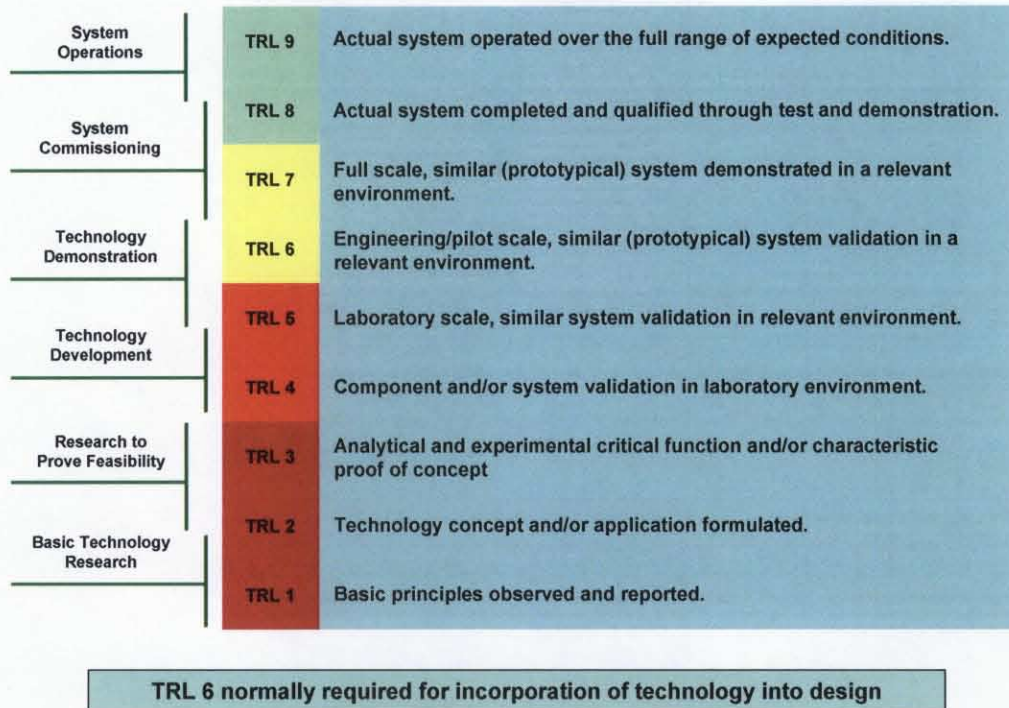 System
Operations
TRL 9
Actual system operated over the full range of expected conditions.
System
Commissioning
TRL 8
Actual system completed and qualified through test and demonstration.
TRL 7
Full scale, similar (prototypical) system demonstrated in a relevant
environment.
Technology
Demonstration
TRL 6
Engineering/pilot scale, similar (prototypical) system validation in a
relevant environment.
Technology
Development
TRL 5
Laboratory scale, similar system validation in relevant environment.
TRL 4
Component and/or system validation in laboratory environment.
Research to
Prove Feasibility
TRL 3
Analytical and experimental critical function and/or characteristic
proof of concept
TRL 2
Technology concept and/or application formulated.
Basic Technology
Research
TRL 1
Basic principles observed and reported.
TRL 6 normally required for incorporation of technology into design